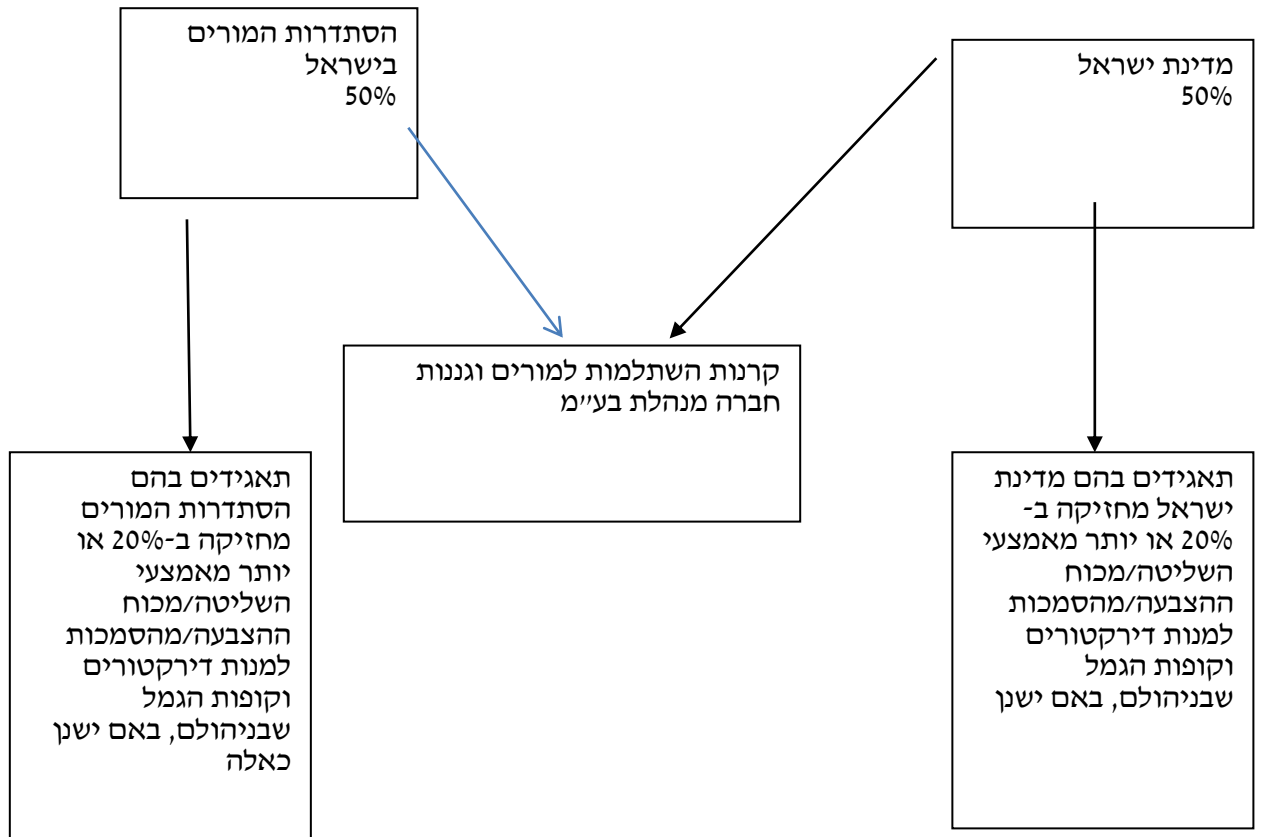 מדינת ישראל
50%
הסתדרות המורים
בישראל
50%
קרנות השתלמות למורים וגננות
חברה מנהלת בע״מ
תאגידים בהם מדינת
ישראל מחזיקה ב-
20% או יותר מאמצעי
השליטה/מכוח
ההצבעה/מהסמכות
למנות דירקטורים
וקופות הגמל
שבניהולם, באם ישנן
תאגידים בהם
הסתדרות המורים
מחזיקה ב-20% או
יותר מאמצעי
השליטה/מכוח
ההצבעה/מהסמכות
למנות דירקטורים
וקופות הגמל
שבניהולם, באם ישנן
כאלה